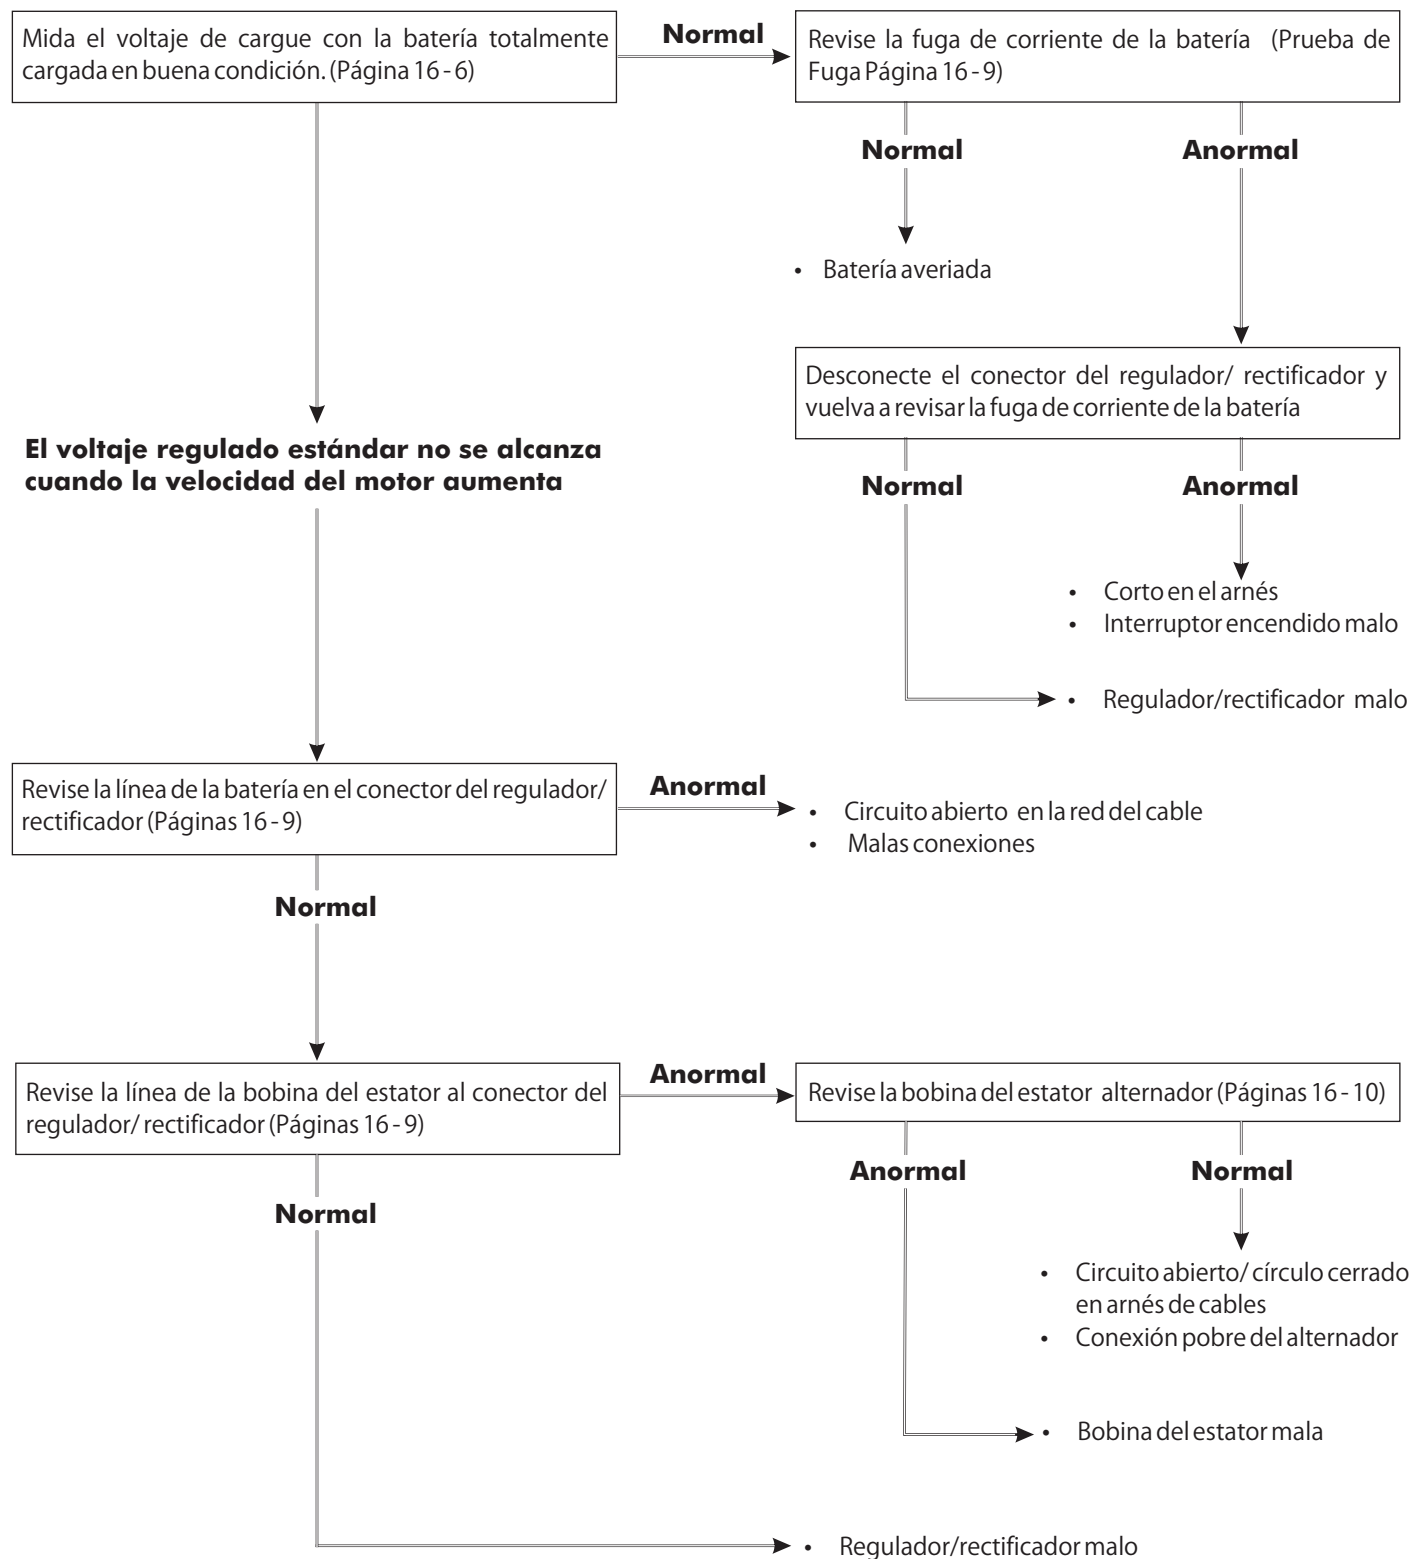 Mida el voltaje de cargue con la batería totalmente
cargada en buena condición. (Página 16 - 6)
Normal
Revise la fuga de corriente de la batería (Prueba de
Fuga Página 16 - 9)
Normal
Anormal
• Batería averiada
Desconecte el conector del regulador/ rectificador y
vuelva a revisar la fuga de corriente de la batería
El voltaje regulado estándar no se alcanza
cuando la velocidad del motor aumenta
Normal
Anormal
• Corto en el arnés
• Interruptor encendido malo
• Regulador/rectificador malo
Revise la línea de la batería en el conector del regulador/
rectificador (Páginas 16 - 9)
Anormal
• Circuito abierto en la red del cable
• Malas conexiones
Normal
Revise la línea de la bobina del estator al conector del
regulador/ rectificador (Páginas 16 - 9)
Anormal
Revise la bobina del estator alternador (Páginas 16 - 10)
Anormal
Normal
Normal
• Circuito abierto/ círculo cerrado
en arnés de cables
• Conexión pobre del alternador
• Bobina del estator mala
• Regulador/rectificador malo